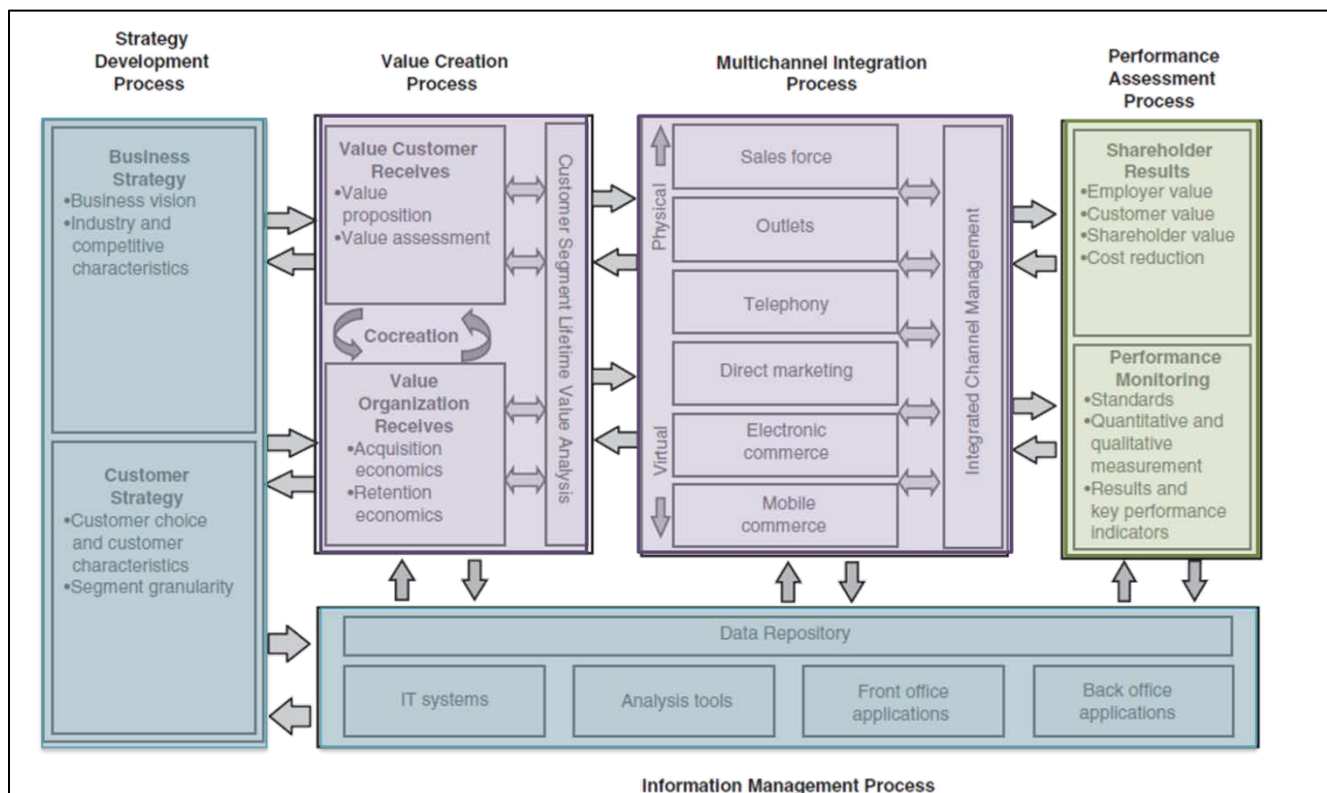 Strategy
Development
Process
Value Creation
Process
Multichannel Integration
Process
Performance
Assessment
Process
Business
Strategy
•Business vision
•Industry and
competitive
characteristics
Customer
Strategy
•Customer choice
and customer
characteristics
•Segment granularity
Value Customer
Receives
•Value
proposition
•Value assessment
Cocreation
Value
Organization
Receives
•Acquisition
economics
•Retention
economics
Customer Segment Lifetime Value Analysis
Physical
Virtual
Sales force
Outlets
Telephony
Direct marketing
Electronic
commerce
Mobile
commerce
Integrated Channel Management
Shareholder
Results
•Employer value
•Customer value
•Shareholder value
•Cost reduction
Performance
Monitoring
•Standards
•Quantitative and
qualitative
measurement
•Results and
key performance
indicators
Data Repository
IT systems
Analysis tools
Front office
applications
Back office
applications
Information Management Process